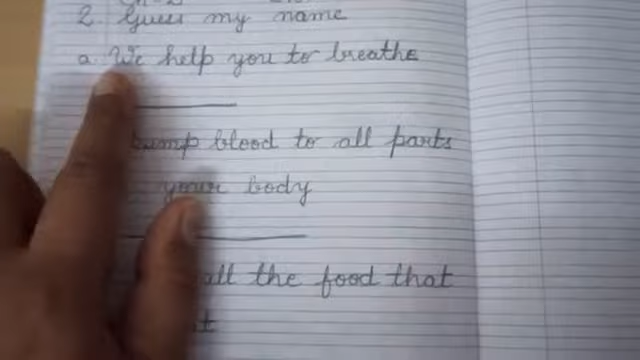 2. Guess my name
a. We help you to breathe
pump blood to all parts
your body
all the food that